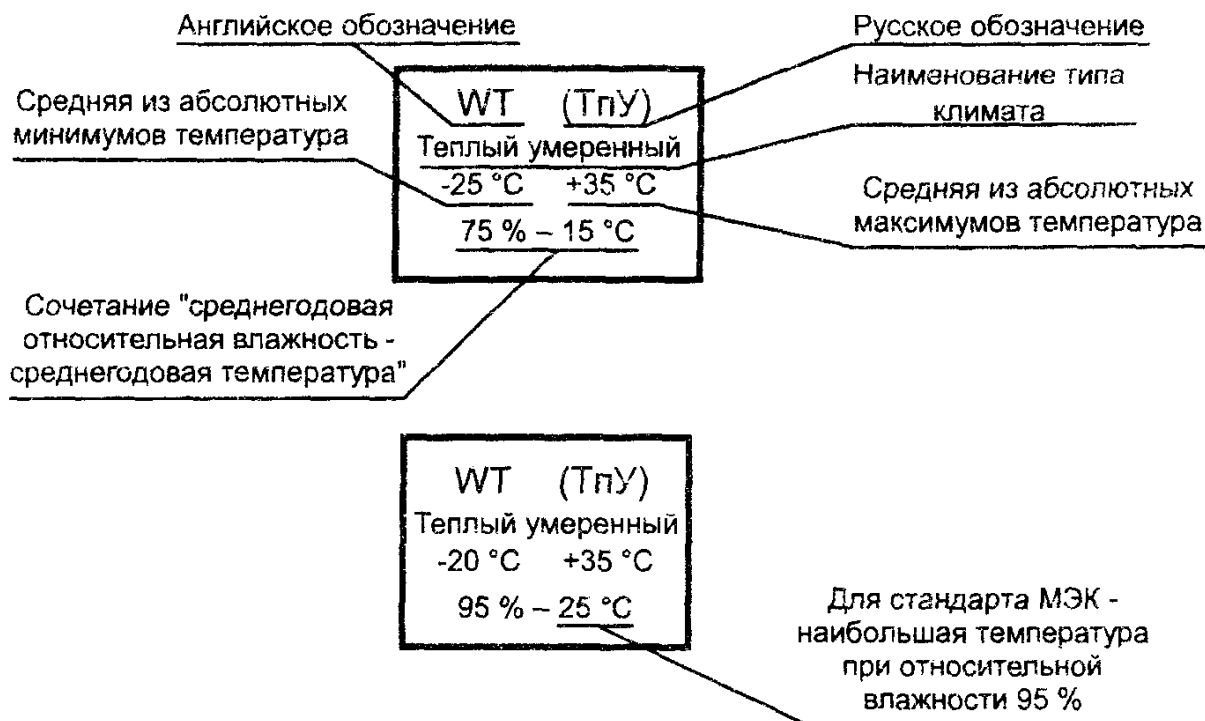 Английское обозначение
Русское обозначение
Средняя из абсолютных
минимумов температура
WT (ТпУ)
Теплый умеренный
-25 °C +35 °C
75 % – 15 °C
Наименование типа
климата
Средняя из абсолютных
максимумов температура
Сочетание "среднегодовая
относительная влажность -
среднегодовая температура"
WT (ТпУ)
Теплый умеренный
-20 °C +35 °C
95 % – 25 °C
Для стандарта МЭК -
наибольшая температура
при относительной
влажности 95 %